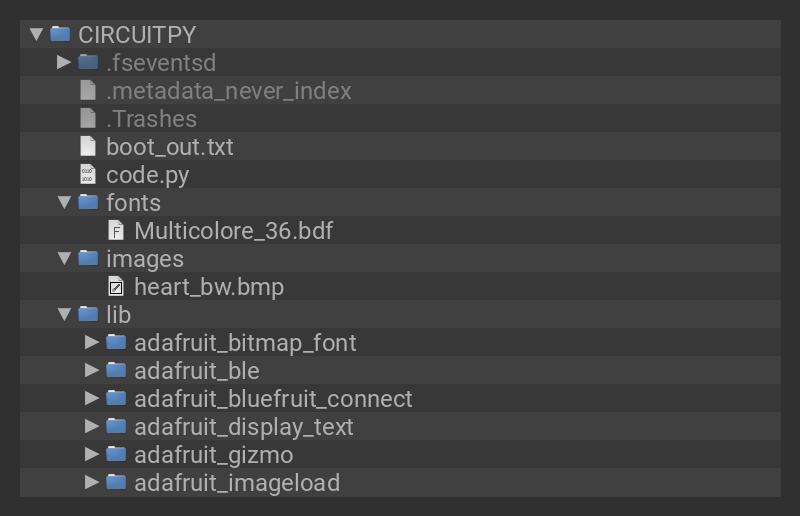 CIRCUITPY
.fseventsd
.metadata_never_index
.Trashes
boot_out.txt
code.py
fonts
Multicolore_36.bdf
images
heart_bw.bmp
lib
adafruit_bitmap_font
adafruit_ble
adafruit_bluefruit_connect
adafruit_display_text
adafruit_gizmo
adafruit_imageload